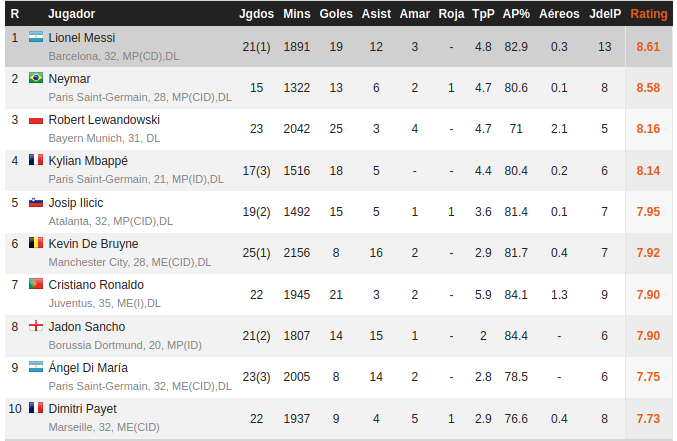 R Jugador Jgdos Mins Goles Asist Amar Roja TpP AP% Aéreos JdelP Rating
1 Lionel Messi 21(1) 1891 19 12 3 - 4.8 82.9 0.3 13 8.61
Barcelona, 32, MP(CD),DL
2 Neymar 15 1322 13 6 2 1 4.7 80.6 0.1 8 8.58
Paris Saint-Germain, 28, MP(CID),DL
3 Robert Lewandowski 23 2042 25 3 4 - 4.7 71 2.1 5 8.16
Bayern Munich, 31, DL
4 Kylian Mbappé 17(3) 1516 18 5 - - 4.4 80.4 0.2 6 8.14
Paris Saint-Germain, 21, MP(ID),DL
5 Josip Ilicic 19(2) 1492 15 5 1 1 3.6 81.4 0.1 7 7.95
Atalanta, 32, MP(CID),DL
6 Kevin De Bruyne 25(1) 2156 8 16 2 - 2.9 81.7 0.4 7 7.92
Manchester City, 28, ME(CID),DL
7 Cristiano Ronaldo 22 1945 21 3 2 - 5.9 84.1 1.3 9 7.90
Juventus, 35, ME(I),DL
8 Jadon Sancho 21(2) 1807 14 15 1 - 2 84.4 - 6 7.90
Borussia Dortmund, 20, MP(ID)
9 Ángel Di María 23(3) 2005 8 14 2 - 2.8 78.5 - 6 7.75
Paris Saint-Germain, 32, ME(CID),DL
10 Dimitri Payet 22 1937 9 4 5 1 2.9 76.6 0.4 8 7.73
Marseille, 32, ME(CID)